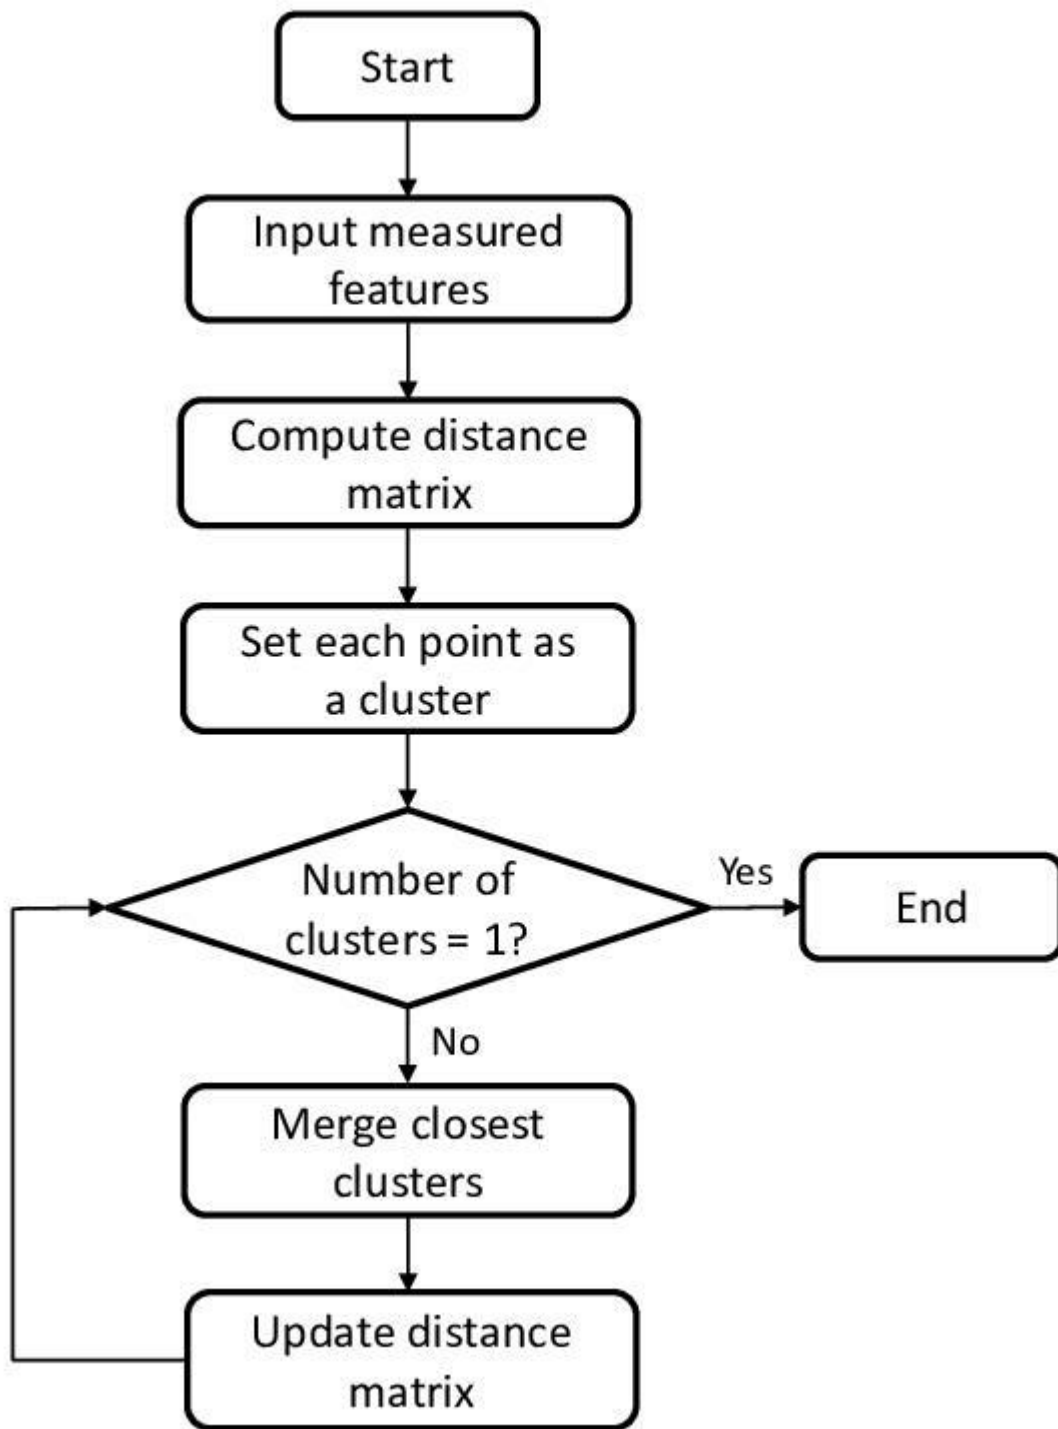 Start
Input measured
features
Compute distance
matrix
Set each point as
a cluster
Number of
clusters = 1?
Yes
End
No
Merge closest
clusters
Update distance
matrix